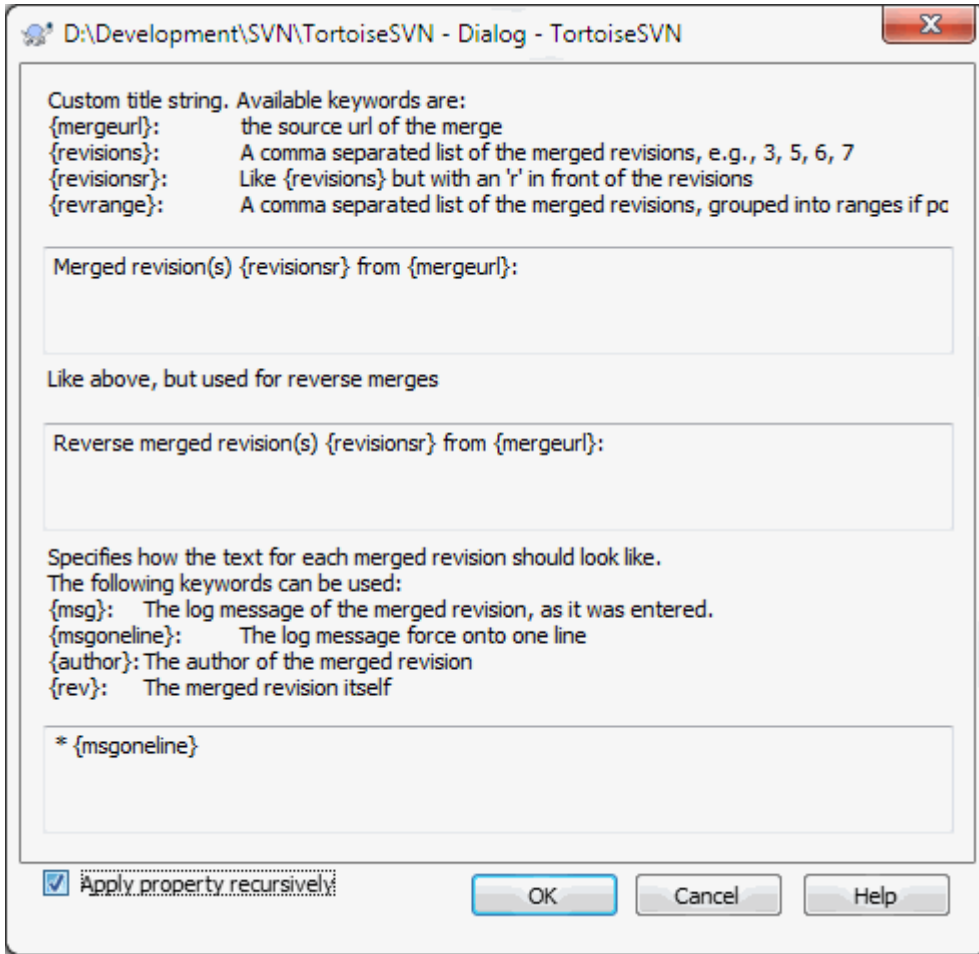 D:\Development\SVN\TortoiseSVN - Dialog - TortoiseSVN
Custom title string. Available keywords are:
{mergeurl}: the source url of the merge
{revisions}: A comma separated list of the merged revisions, e.g., 3, 5, 6, 7
{revisionsr}: Like {revisions} but with an 'r' in front of the revisions
{revrange}: A comma separated list of the merged revisions, grouped into ranges if po
Merged revision(s) {revisionsr} from {mergeurl}:
Like above, but used for reverse merges
Reverse merged revision(s) {revisionsr} from {mergeurl}:
Specifies how the text for each merged revision should look like.
The following keywords can be used:
{msg}: The log message of the merged revision, as it was entered.
{msgoneline}: The log message force onto one line
{author}: The author of the merged revision
{rev}: The merged revision itself
* {msgoneline}
Apply property recursively
OK Cancel Help